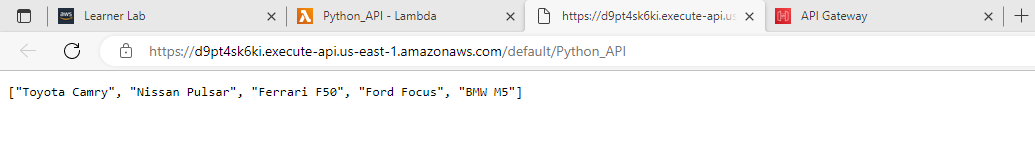 aws Learner Lab Python_API - Lambda https://d9pt4sk6ki.execute-api.us API Gateway
https://d9pt4sk6ki.execute-api.us-east-1.amazonaws.com/default/Python_API
["Toyota Camry", "Nissan Pulsar", "Ferrari F50", "Ford Focus", "BMW M5"]